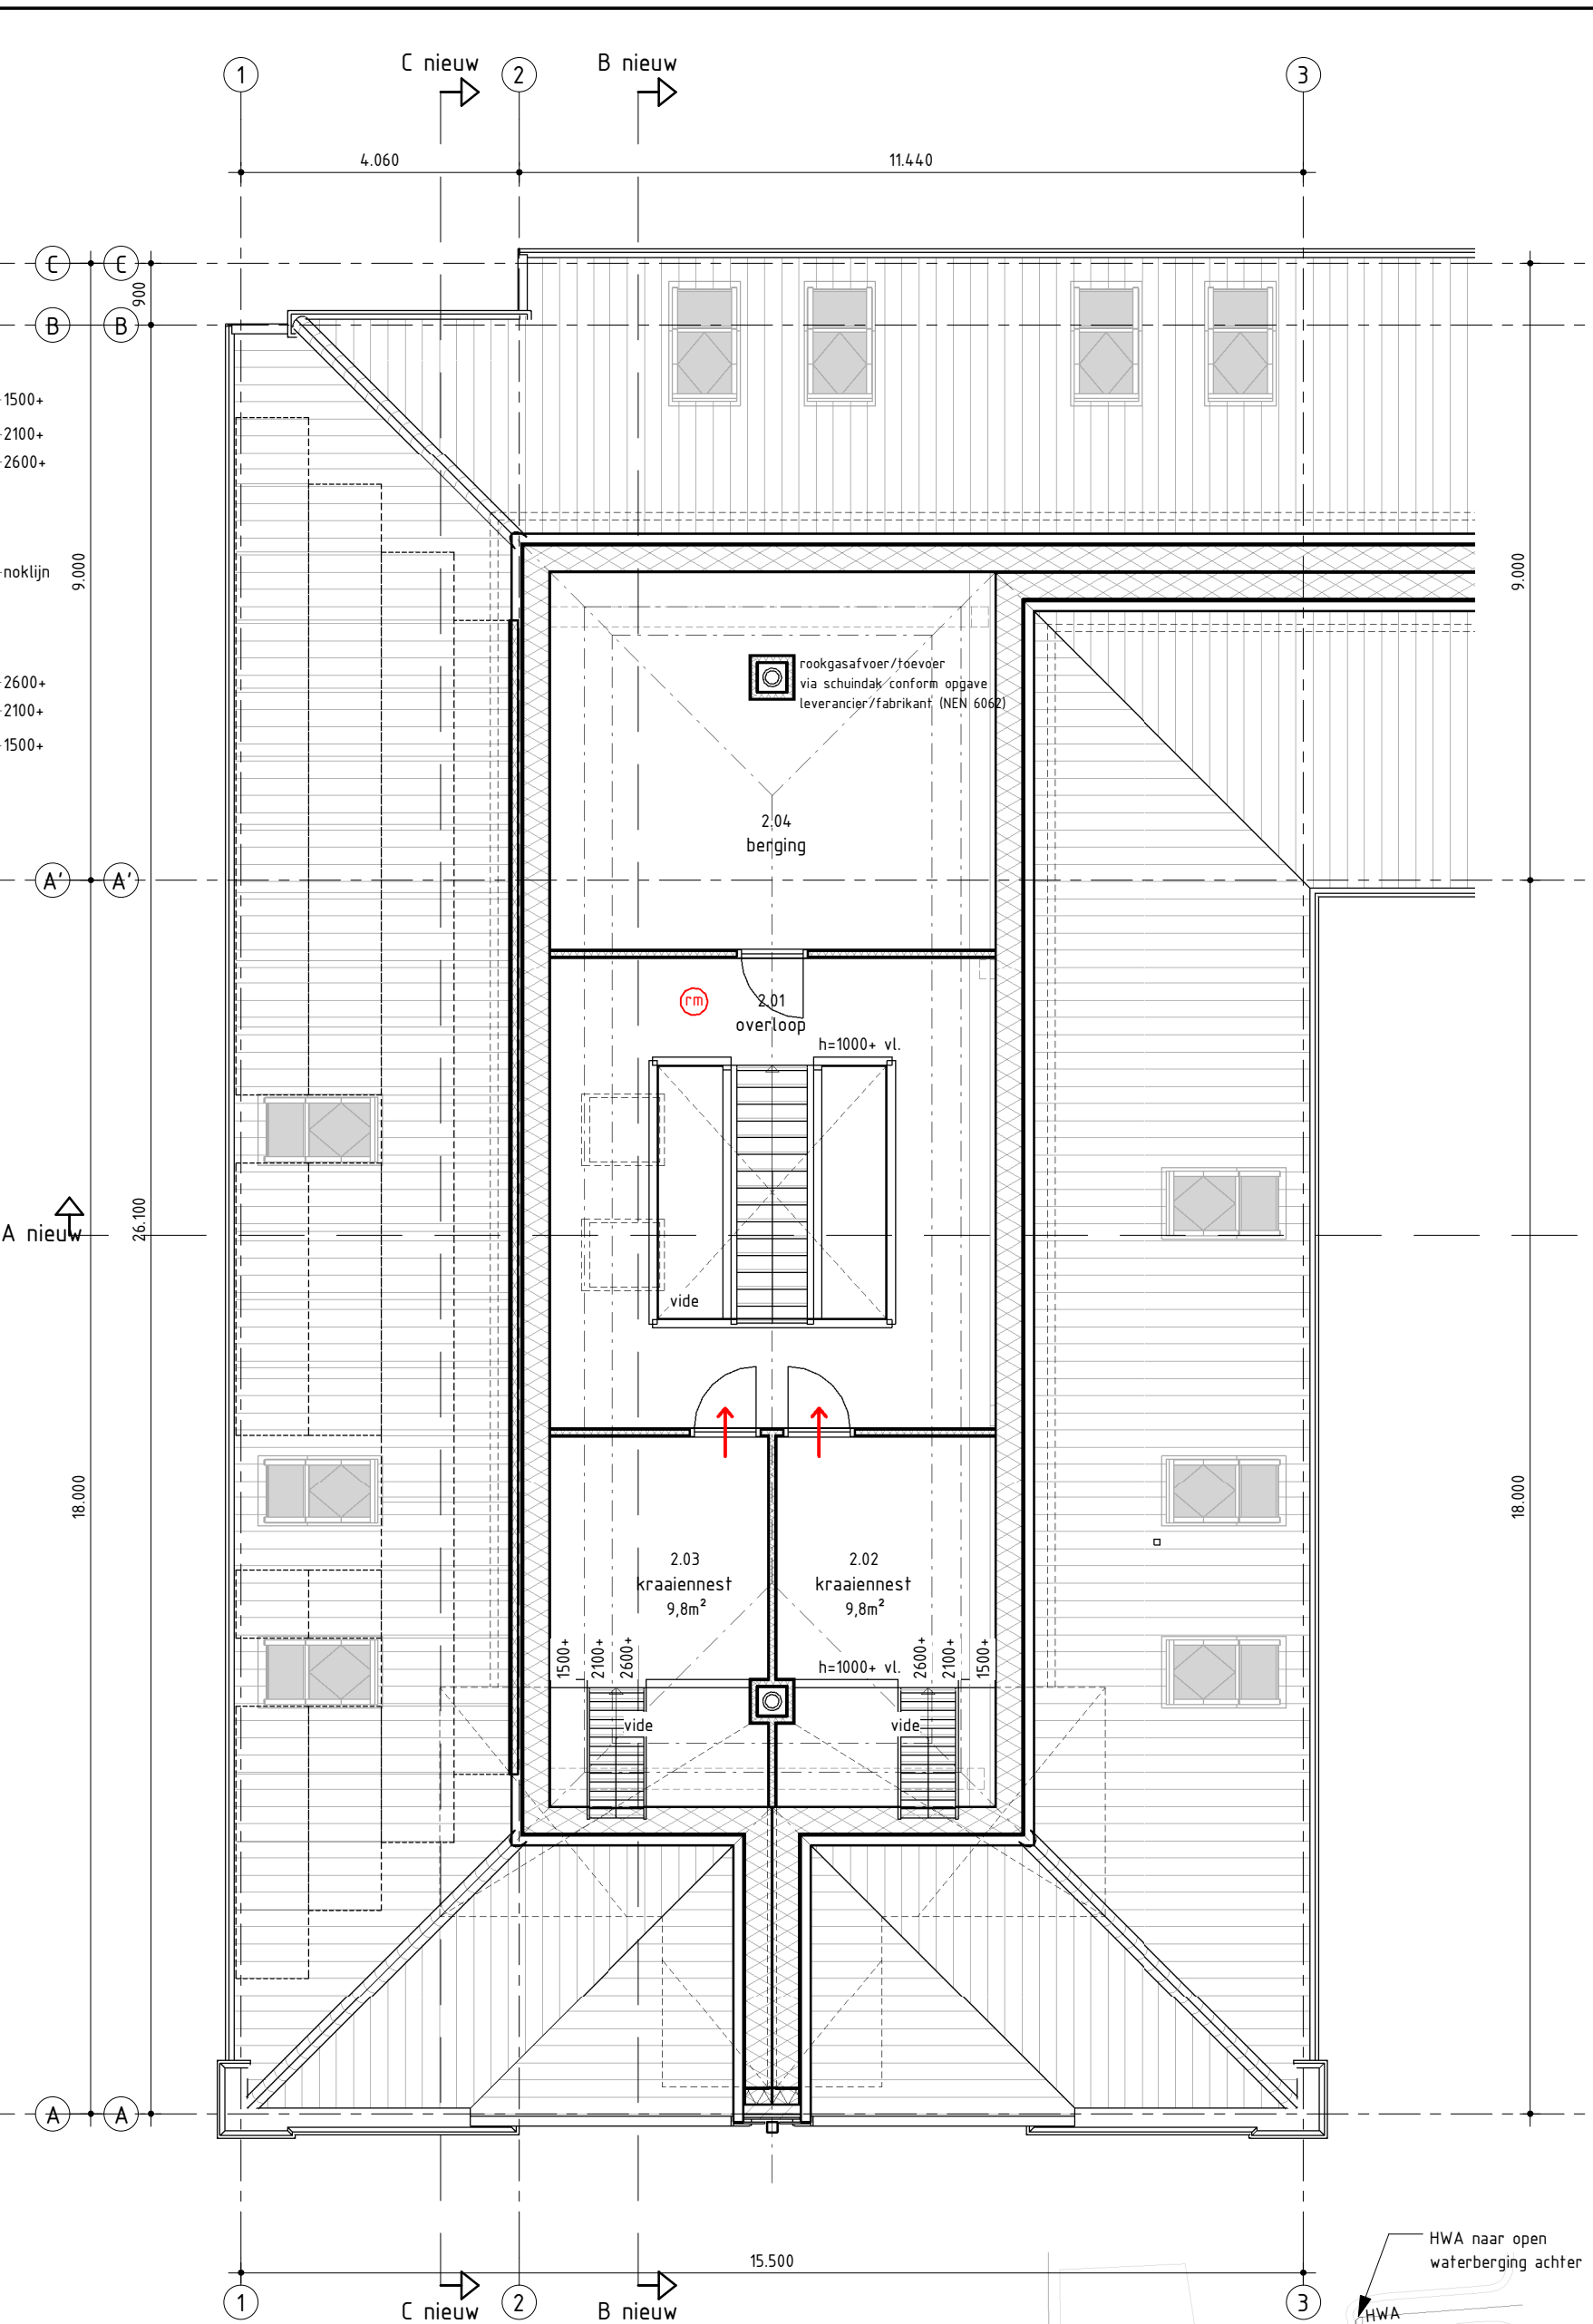 C nieuw
B nieuw
1
2
3
4.060
11.440
C
C
900
B
B
1500+
2100+
2600+
noklijn
9.000
9.000
2600+
2100+
1500+
rookgasafvoer/toevoer
via schuindak conform opgave
leverancier/fabrikant (NEN 6062)
2.04
berging
A'
A'
rm
2.01
overloop
h=1000+ vl.
A nieuw
26.100
vide
18.000
18.000
2.03
kraaiennest
9,8m²
2.02
kraaiennest
9,8m²
1500+
2100+
2600+
h=1000+ vl.
2600+
2100+
1500+
vide
vide
A
A
15.500
HWA naar open
waterberging achter
1
2
3
C nieuw
B nieuw
HWA